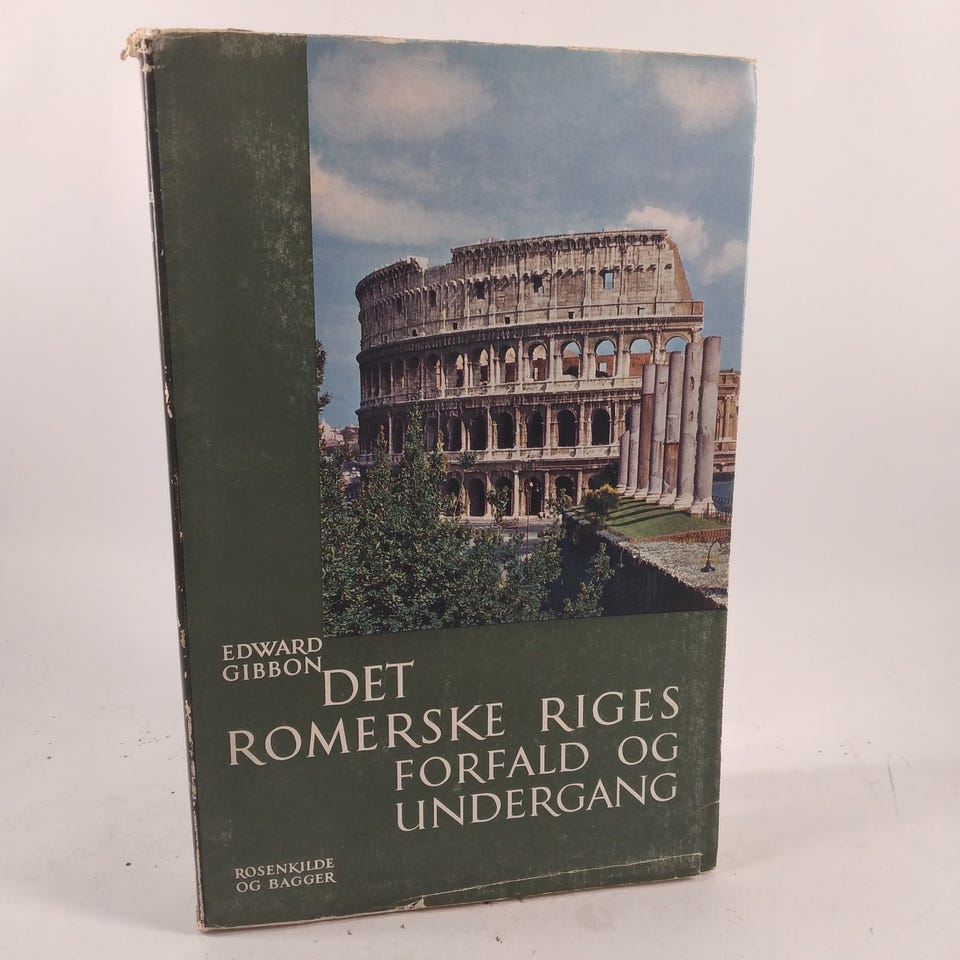 EDWARD
GIBBON
DET
ROMERSKE RIGES
FORFALD OG
UNDERGANG
ROSENKILDE
OG BAGGER